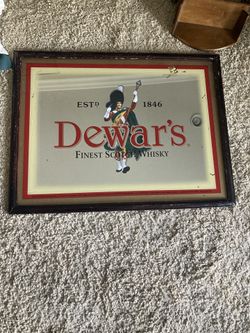 ESTD 1846
Dewar's®
FINEST SCOTCH WHISKY